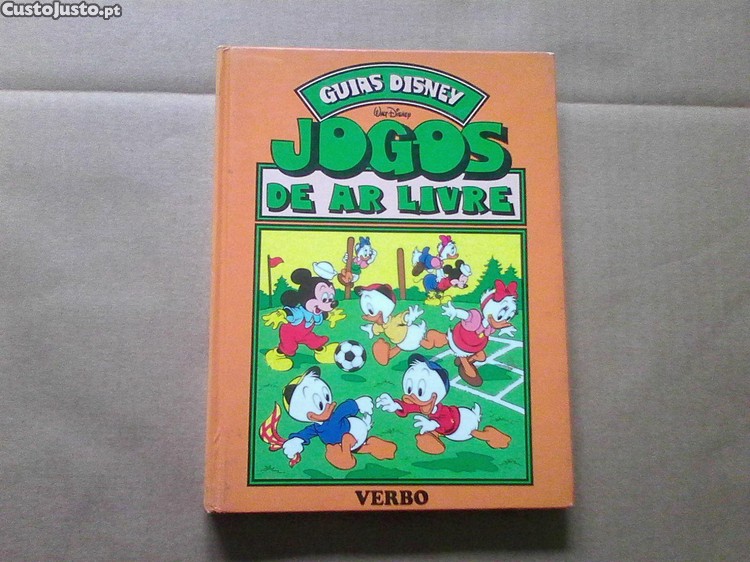 CustoJusto.pt
GUIAS DISNEY
Walt Disney
JOGOS
DE AR LIVRE
VERBO